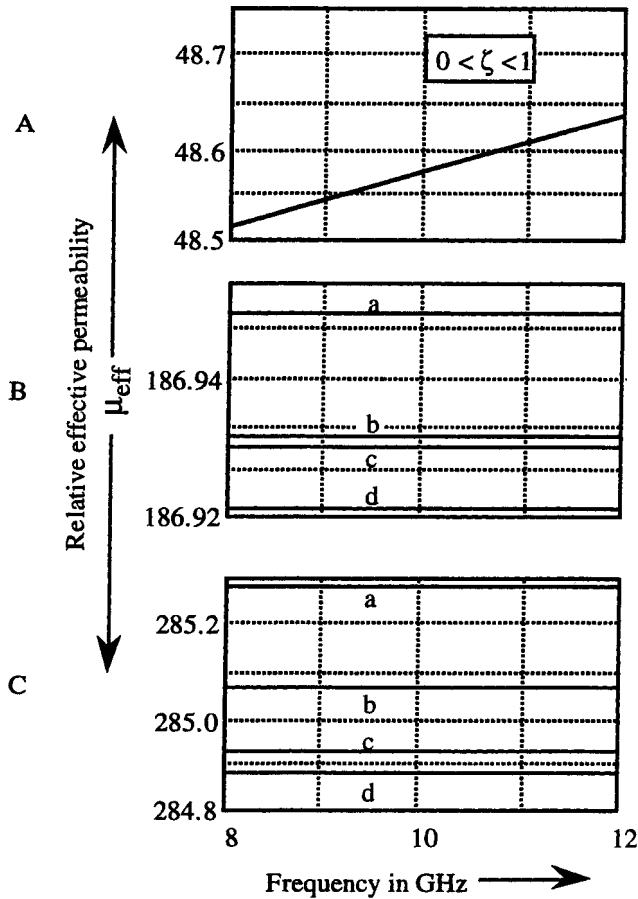 48.7
0 < ζ < 1
A
48.6
48.5
Relative effective permeability
μeff
B
a
186.94
b
c
d
186.92
C
a
285.2
b
285.0
c
d
284.8
8 10 12
Frequency in GHz